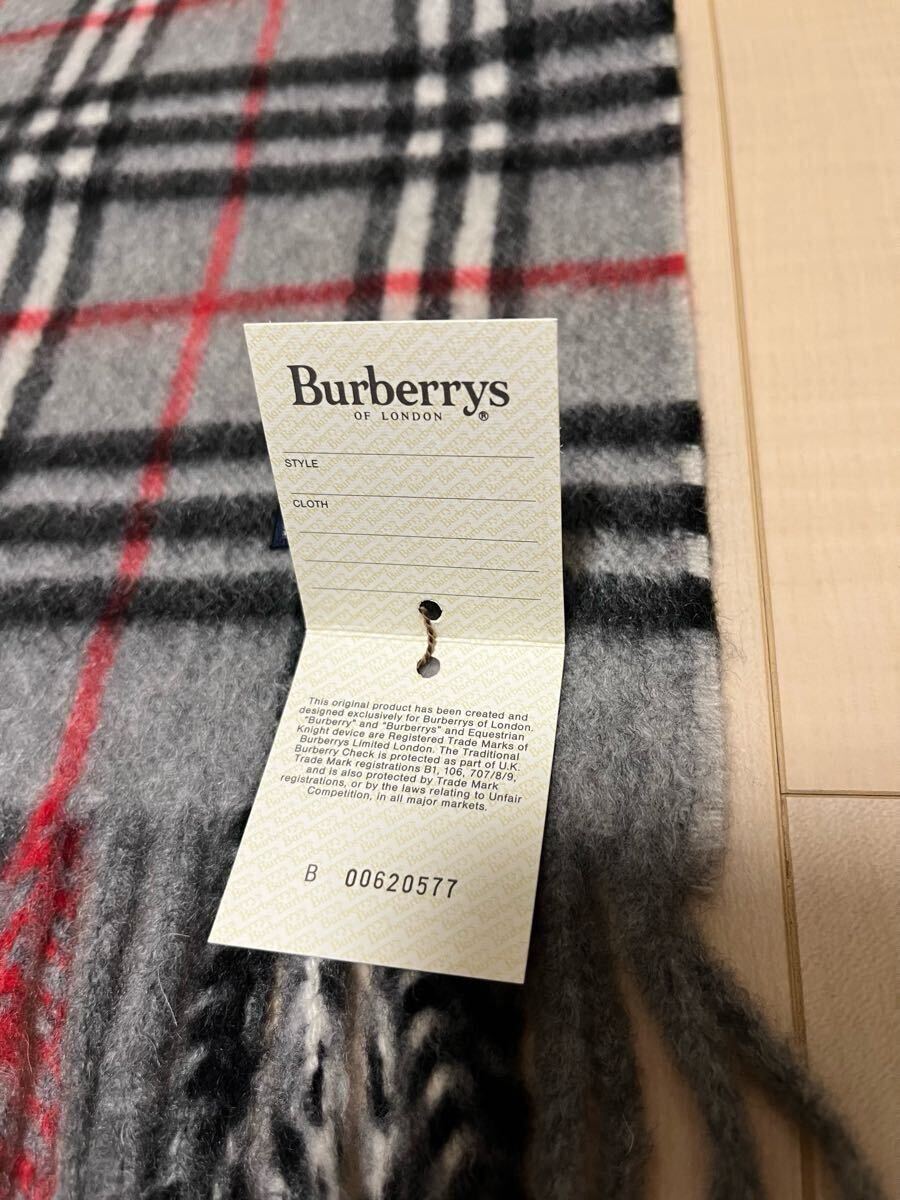 Burberrys
OF LONDON ®
STYLE
CLOTH
This original product has been created and
designed exclusively for Burberrys of London.
"Burberry" and "Burberrys" and Equestrian
Knight device are Registered Trade Marks of
Burberrys Limited London. The Traditional
Burberry Check is protected as part of U.K.
Trade Mark registrations B1, 106, 707/8/9,
and is also protected by Trade Mark
registrations, or by the laws relating to Unfair
Competition, in all major markets.
B 00620577